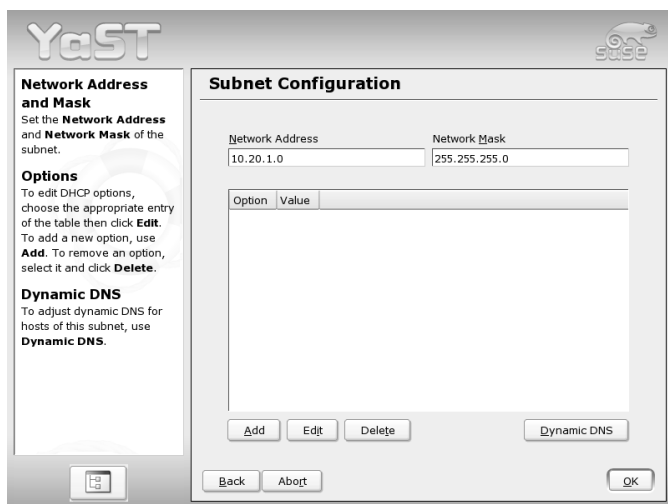 YaST
SUSE
Network Address
and Mask
Set the Network Address
and Network Mask of the
subnet.
Options
To edit DHCP options,
choose the appropriate entry
of the table then click Edit.
To add a new option, use
Add. To remove an option,
select it and click Delete.
Dynamic DNS
To adjust dynamic DNS for
hosts of this subnet, use
Dynamic DNS.
Subnet Configuration
Network Address
Network Mask
10.20.1.0
255.255.255.0
Option Value
Add
Edit
Delete
Dynamic DNS
Back
Abort
OK